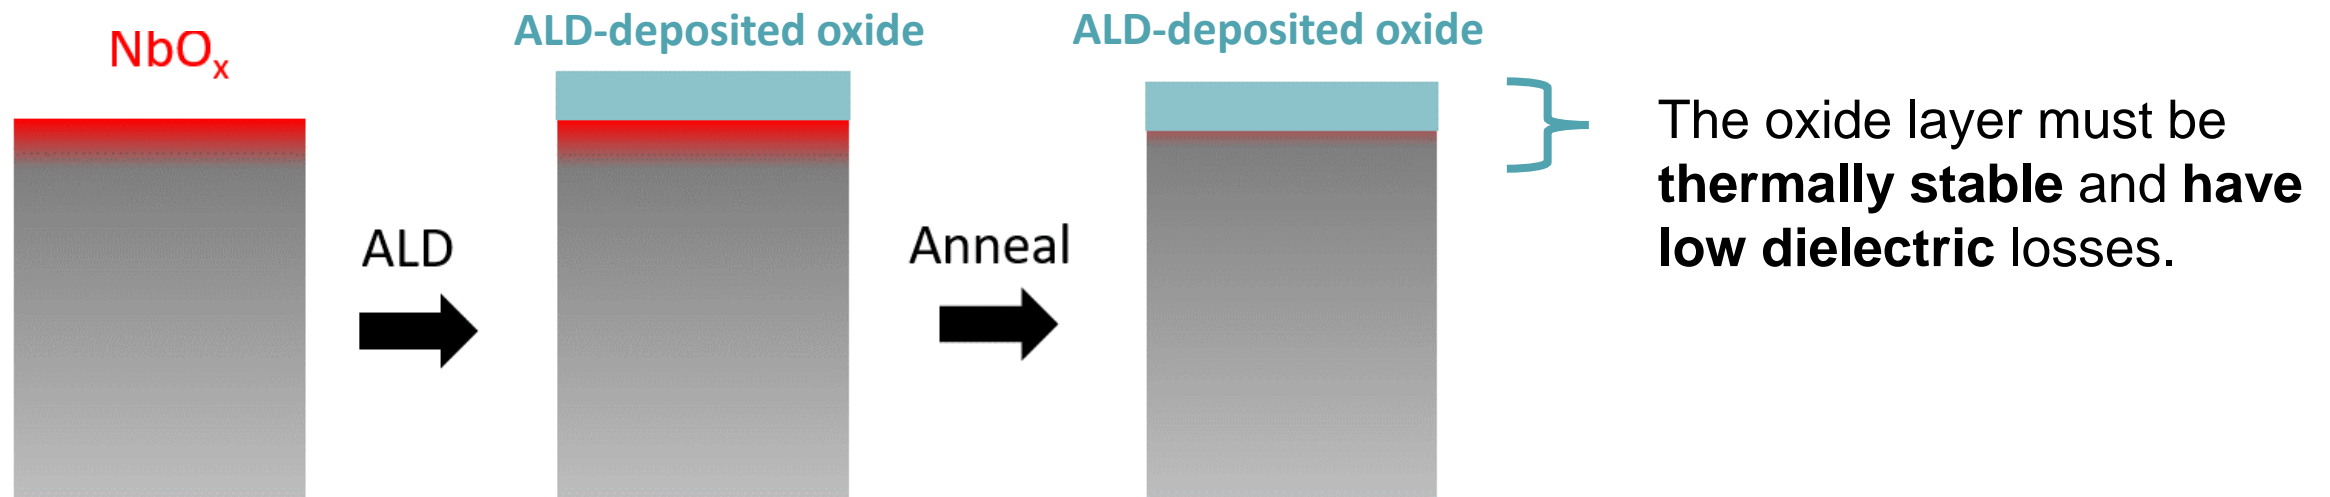 NbOx
ALD-deposited oxide
ALD-deposited oxide
ALD
Anneal
The oxide layer must be
thermally stable and have
low dielectric losses.